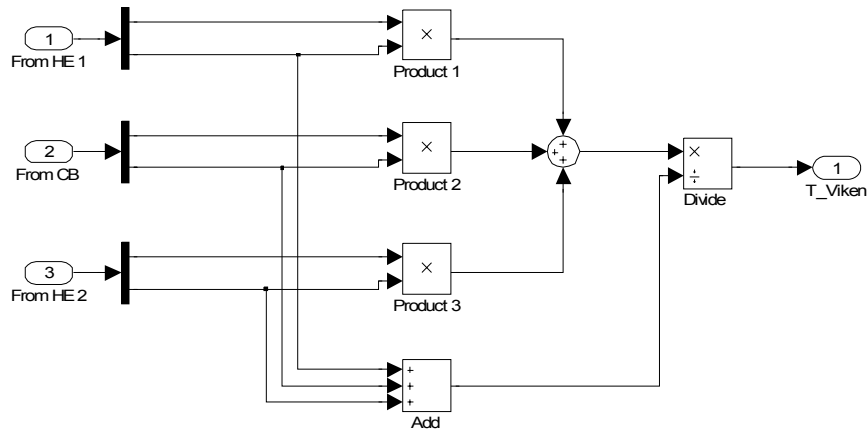 1
From HE 1
×
Product 1
2
From CB
×
Product 2
+
+
+
×
÷
Divide
1
T_Viken
3
From HE 2
×
Product 3
+
+
+
Add